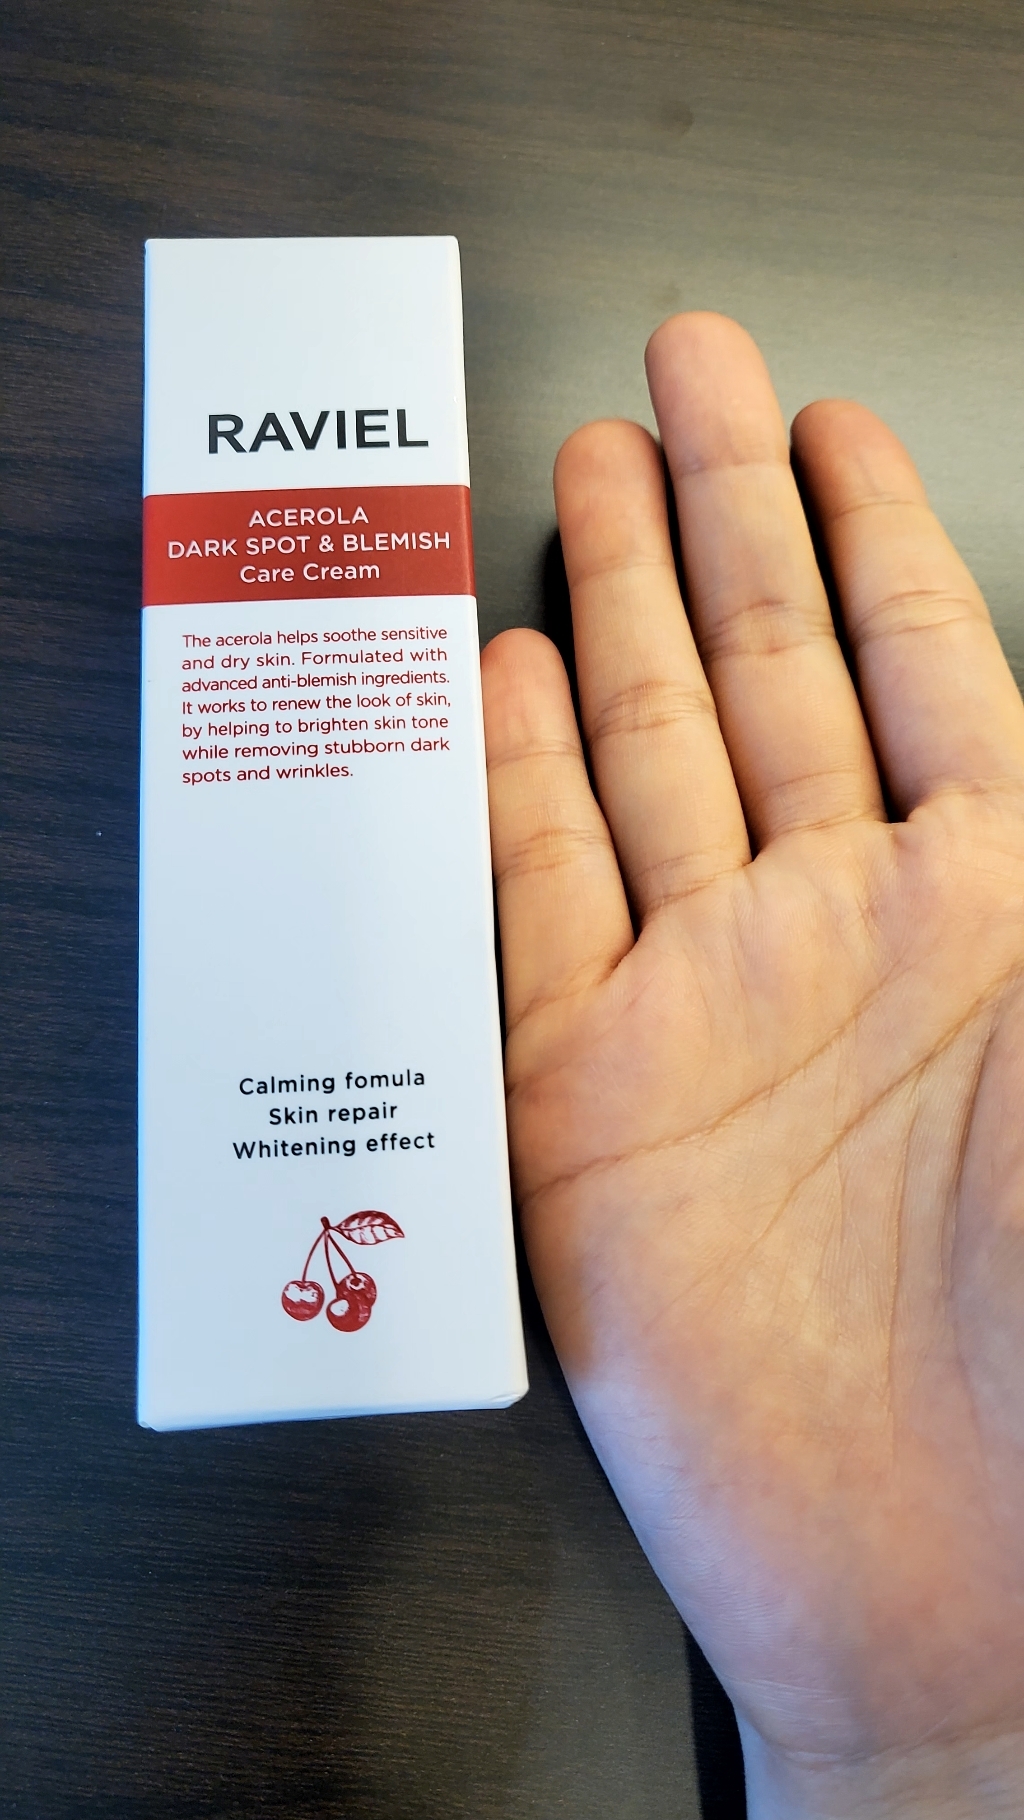 RAVIEL
ACEROLA
DARK SPOT & BLEMISH
Care Cream
The acerola helps soothe sensitive
and dry skin. Formulated with
advanced anti-blemish ingredients.
It works to renew the look of skin,
by helping to brighten skin tone
while removing stubborn dark
spots and wrinkles.
Calming fomula
Skin repair
Whitening effect